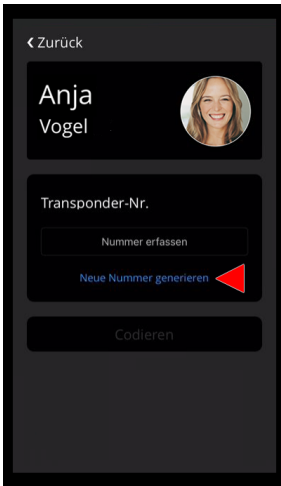 Zurück
Anja
Vogel
Transponder-Nr.
Nummer erfassen
Neue Nummer generieren
Codieren